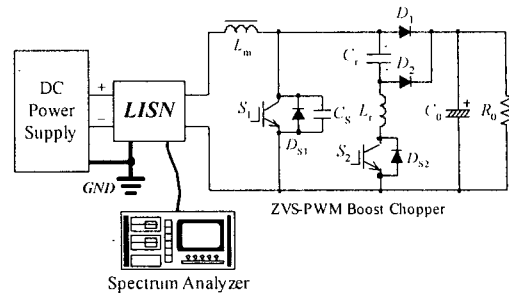 DC
Power
Supply
+
−
LISN
GND
Lm
S1
DS1
CS
Cr
D1
D2
Lr
S2
DS2
C0
+
R0
ZVS-PWM Boost Chopper
Spectrum Analyzer